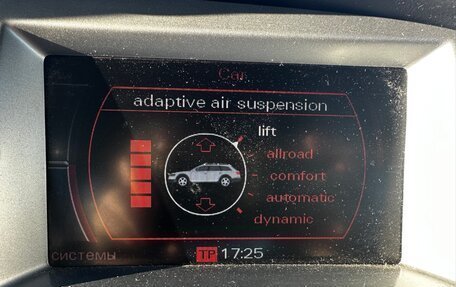 Car
adaptive air suspension
lift
allroad
comfort
automatic
dynamic
системы
TP 17:25